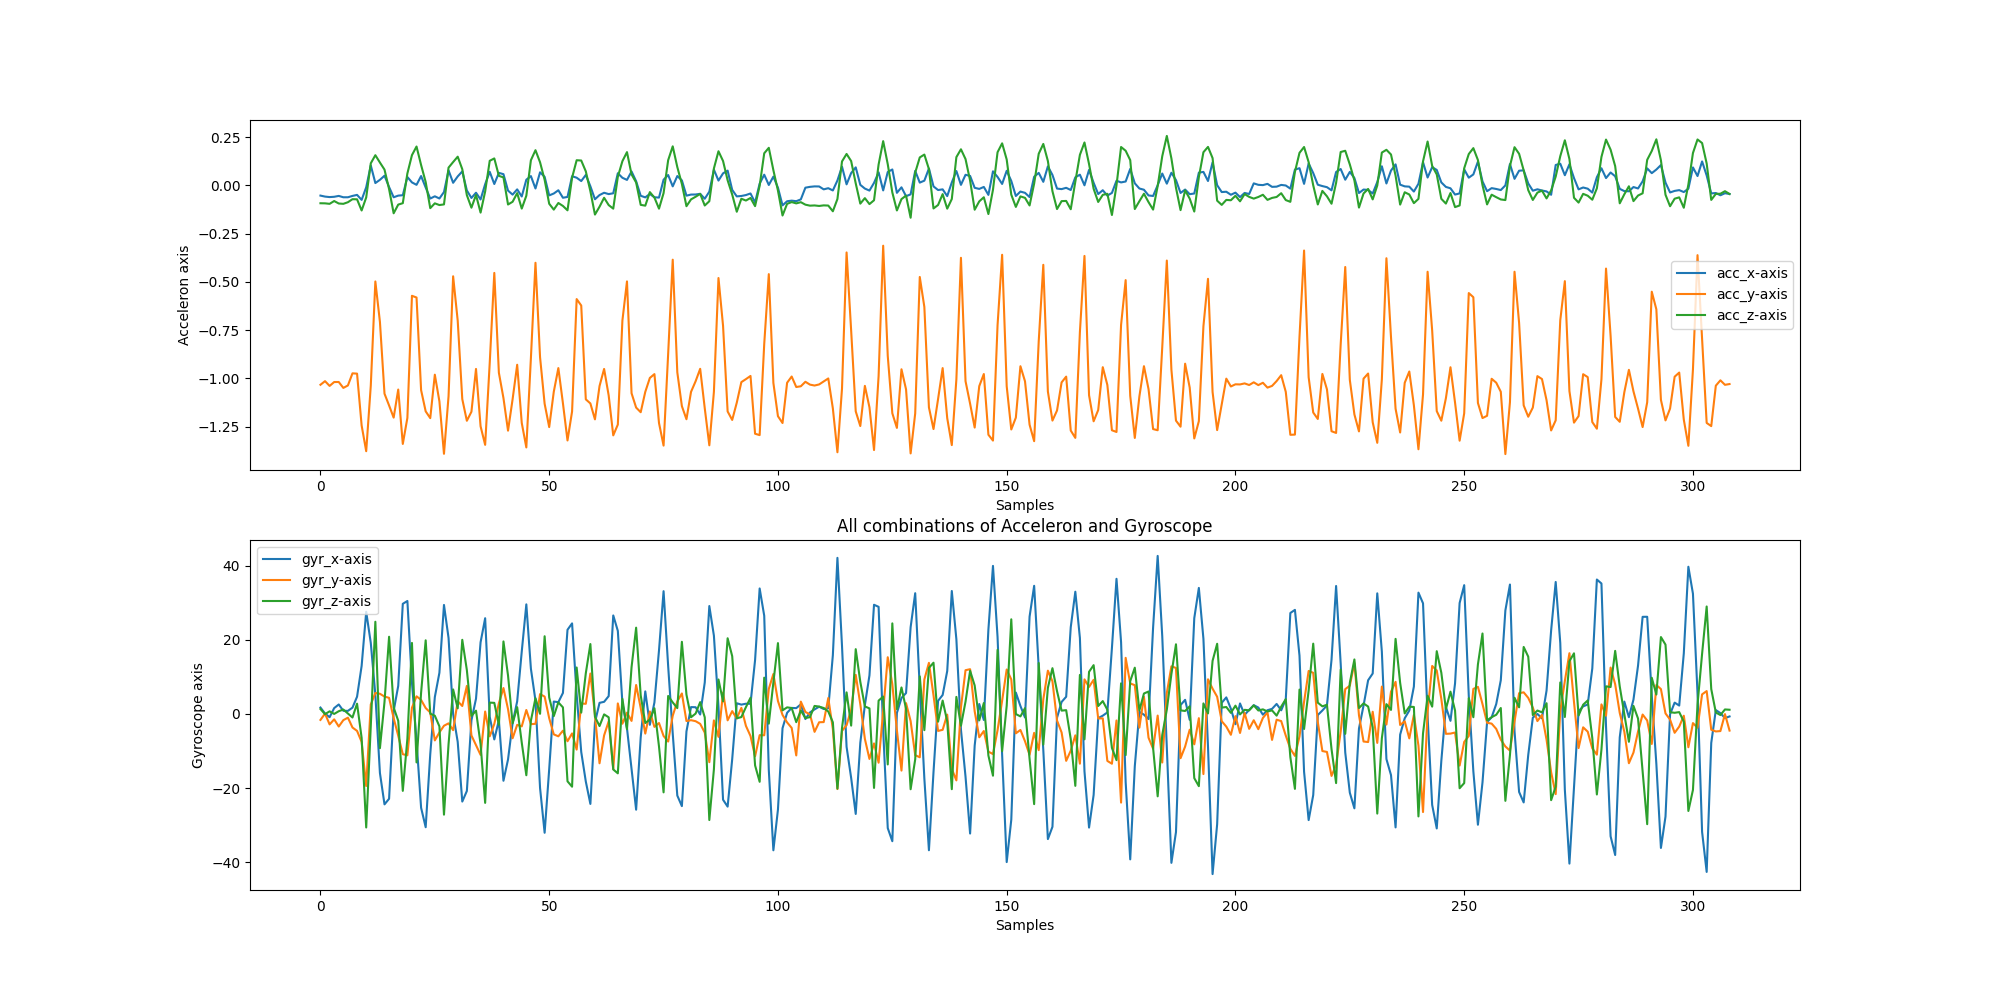 0.25
0.00
−0.25
−0.50
−0.75
−1.00
−1.25
Acceleron axis
acc_x-axis
acc_y-axis
acc_z-axis
0 50 100 150 200 250 300
Samples
All combinations of Acceleron and Gyroscope
gyr_x-axis
gyr_y-axis
gyr_z-axis
40
20
0
−20
−40
Gyroscope axis
0 50 100 150 200 250 300
Samples